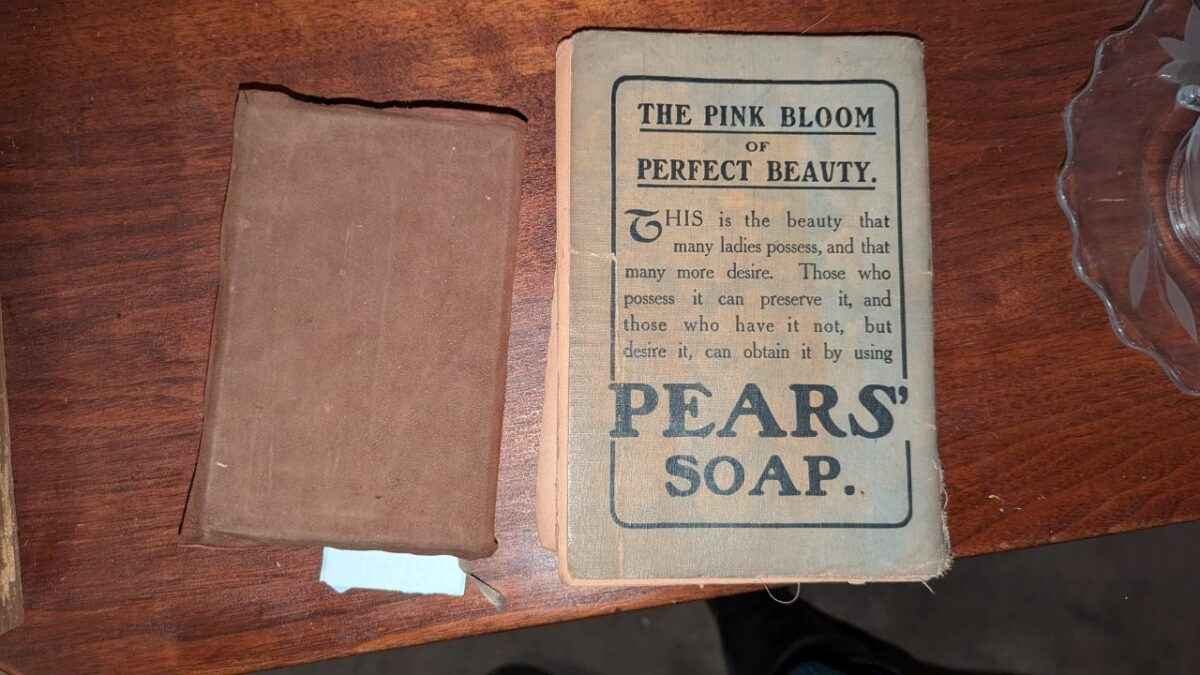 THE PINK BLOOM
OF
PERFECT BEAUTY.
THIS is the beauty that
many ladies possess, and that
many more desire. Those who
possess it can preserve it, and
those who have it not, but
desire it, can obtain it by using
PEARS'
SOAP.